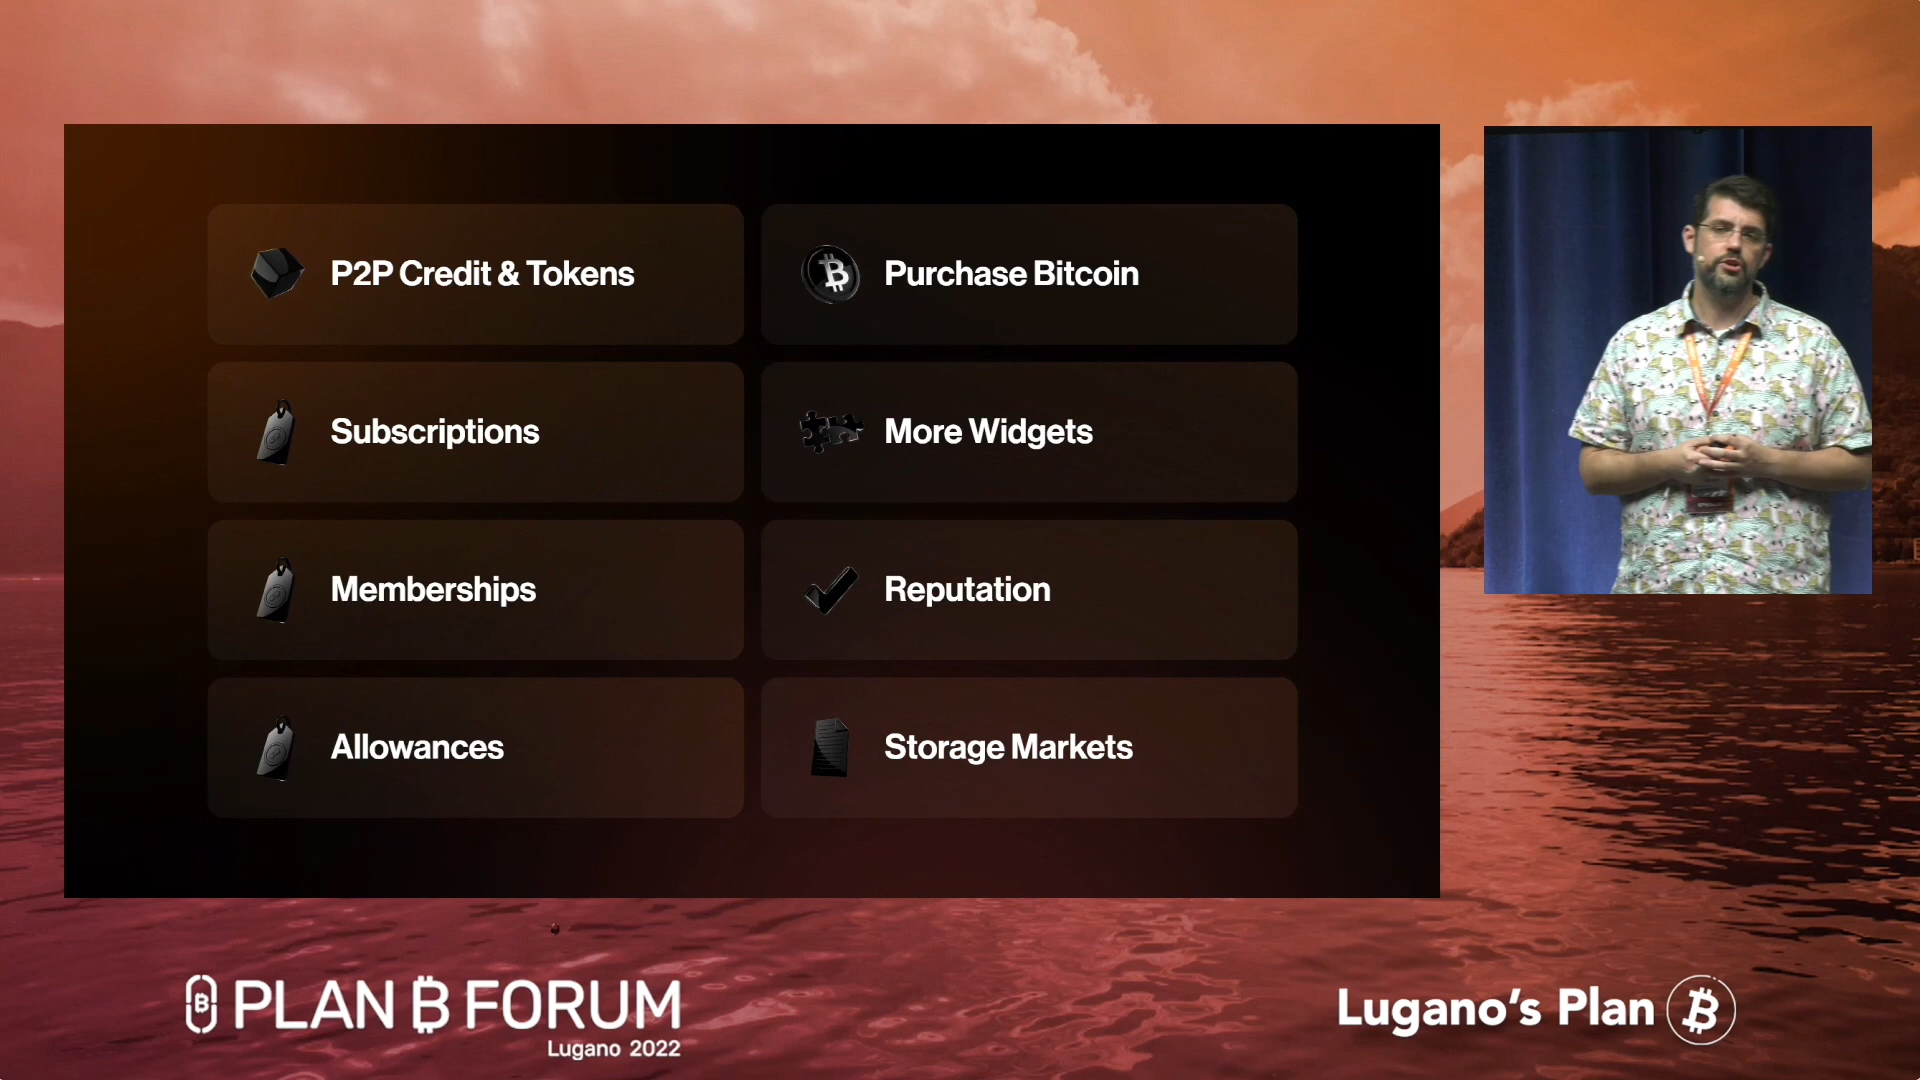 P2P Credit & Tokens
Purchase Bitcoin
Subscriptions
More Widgets
Memberships
Reputation
Allowances
Storage Markets
PLAN ₿ FORUM
Lugano 2022
Lugano's Plan ₿